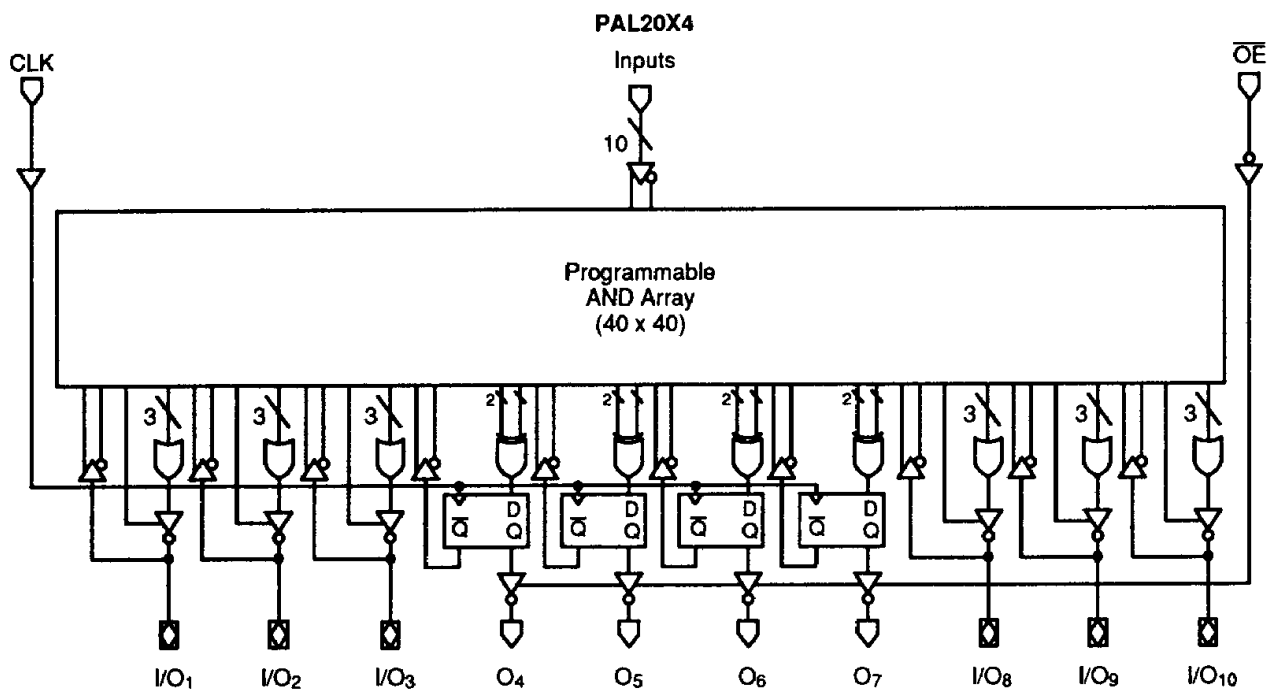 PAL20X4
CLK
Inputs
OE
10
Programmable
AND Array
(40 x 40)
3 3 3 2 2 2 2 3 3 3
Q D Q D Q D Q D
Q Q Q Q
I/O1 I/O2 I/O3 O4 O5 O6 O7 I/O8 I/O9 I/O10